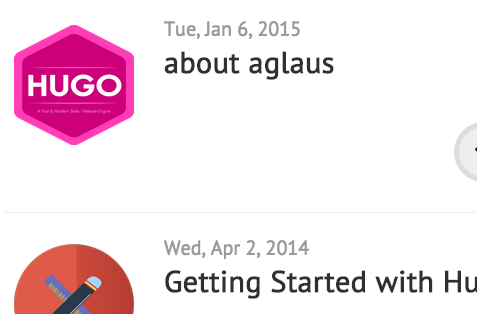 Tue, Jan 6, 2015
about aglaus
HUGO
A Fast & Modern Static Website Engine
Wed, Apr 2, 2014
Getting Started with Hu